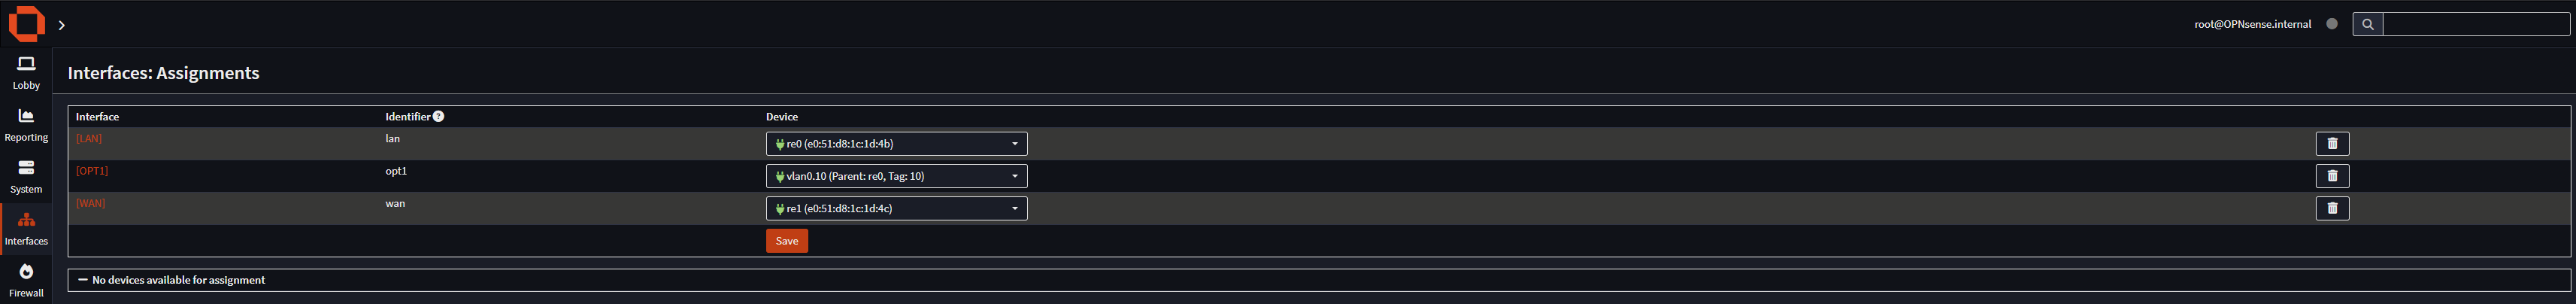 root@OPNsense.internal
Lobby
Reporting
System
Interfaces
Firewall
Interfaces: Assignments
Interface Identifier Device
[LAN] lan re0 (e0:51:d8:1c:1d:4b)
[OPT1] opt1 vlan0.10 (Parent: re0, Tag: 10)
[WAN] wan re1 (e0:51:d8:1c:1d:4c)
Save
No devices available for assignment